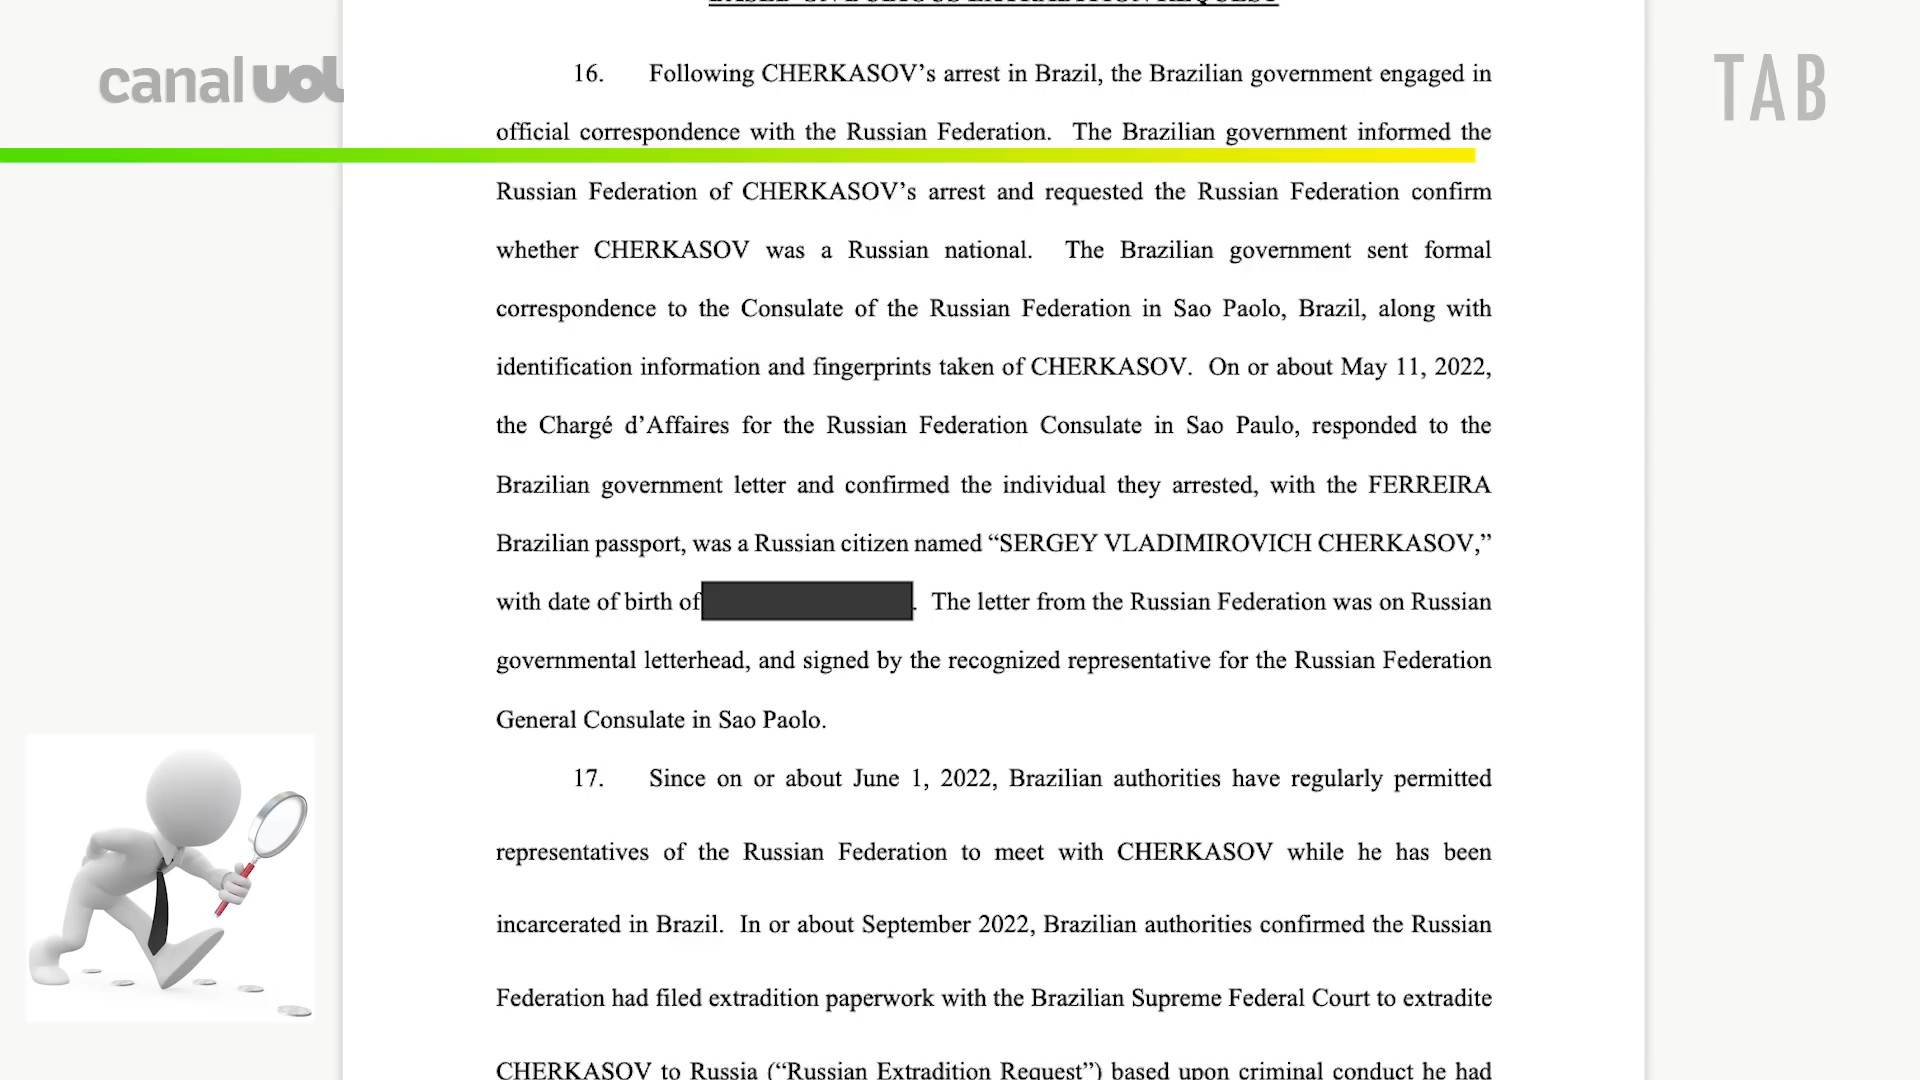 BASED ON BOGUS EXTRADITION REQUEST
canal UOL
TAB
16. Following CHERKASOV’s arrest in Brazil, the Brazilian government engaged in
official correspondence with the Russian Federation. The Brazilian government informed the
Russian Federation of CHERKASOV’s arrest and requested the Russian Federation confirm
whether CHERKASOV was a Russian national. The Brazilian government sent formal
correspondence to the Consulate of the Russian Federation in Sao Paolo, Brazil, along with
identification information and fingerprints taken of CHERKASOV. On or about May 11, 2022,
the Chargé d’Affaires for the Russian Federation Consulate in Sao Paulo, responded to the
Brazilian government letter and confirmed the individual they arrested, with the FERREIRA
Brazilian passport, was a Russian citizen named “SERGEY VLADIMIROVICH CHERKASOV,”
with date of birth of . The letter from the Russian Federation was on Russian
governmental letterhead, and signed by the recognized representative for the Russian Federation
General Consulate in Sao Paolo.
17. Since on or about June 1, 2022, Brazilian authorities have regularly permitted
representatives of the Russian Federation to meet with CHERKASOV while he has been
incarcerated in Brazil. In or about September 2022, Brazilian authorities confirmed the Russian
Federation had filed extradition paperwork with the Brazilian Supreme Federal Court to extradite
CHERKASOV to Russia (“Russian Extradition Request”) based upon criminal conduct he had